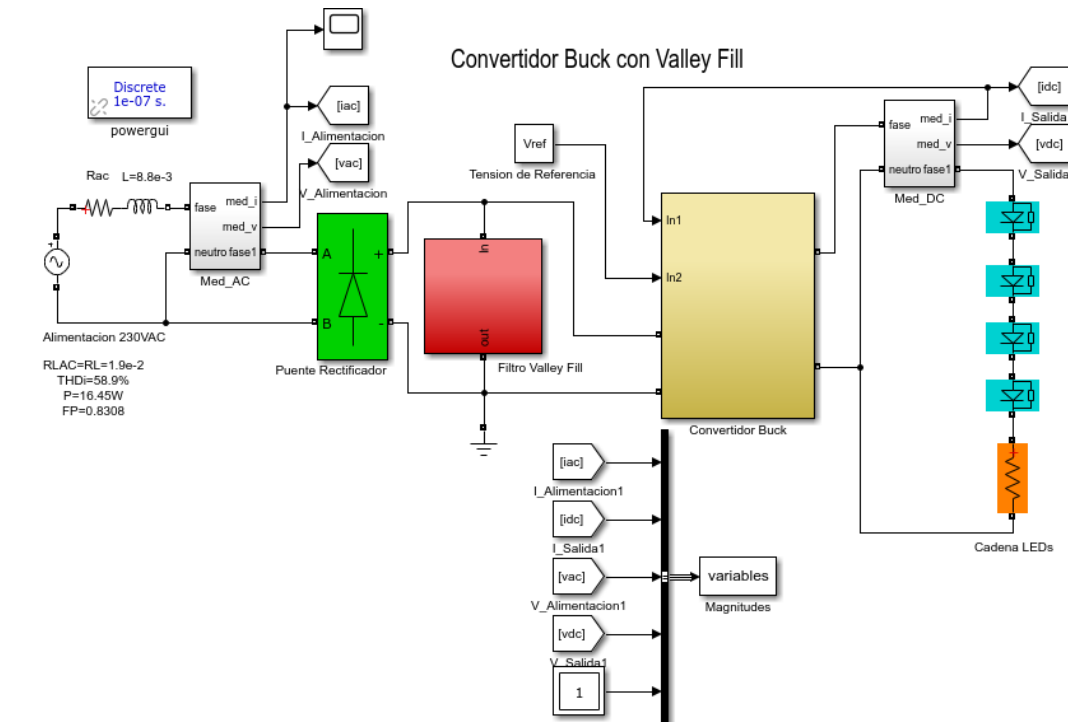 Convertidor Buck con Valley Fill
Discrete
1e-07 s.
powergui
[iac]
I_Alimentacion
[vac]
V_Alimentacion
Rac
L=8.8e-3
fase
med_i
med_v
neutro
fase1
Med_AC
Alimentacion 230VAC
RLAC=RL=1.9e-2
THDi=58.9%
P=16.45W
FP=0.8308
A
+
B
-
Puente Rectificador
In
out
Filtro Valley Fill
Vref
Tension de Referencia
In1
In2
Convertidor Buck
fase
med_i
med_v
neutro
fase1
Med_DC
[idc]
I_Salida
[vdc]
V_Salida
+
Cadena LEDs
[iac]
I_Alimentacion1
[idc]
I_Salida1
[vac]
V_Alimentacion1
[vdc]
V_Salida1
1
variables
Magnitudes